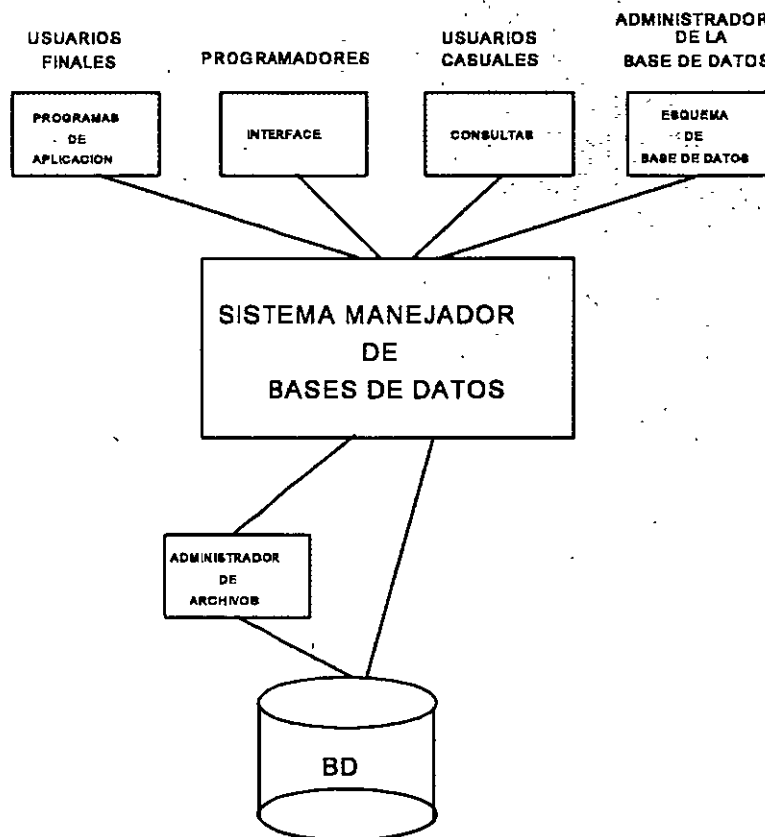 USUARIOS
FINALES
PROGRAMADORES
USUARIOS
CASUALES
ADMINISTRADOR
DE LA
BASE DE DATOS
PROGRAMAS
DE
APLICACION
INTERFACE
CONSULTAS
ESQUEMA
DE
BASE DE DATOS
SISTEMA MANEJADOR
DE
BASES DE DATOS
ADMINISTRADOR
DE
ARCHIVOS
BD